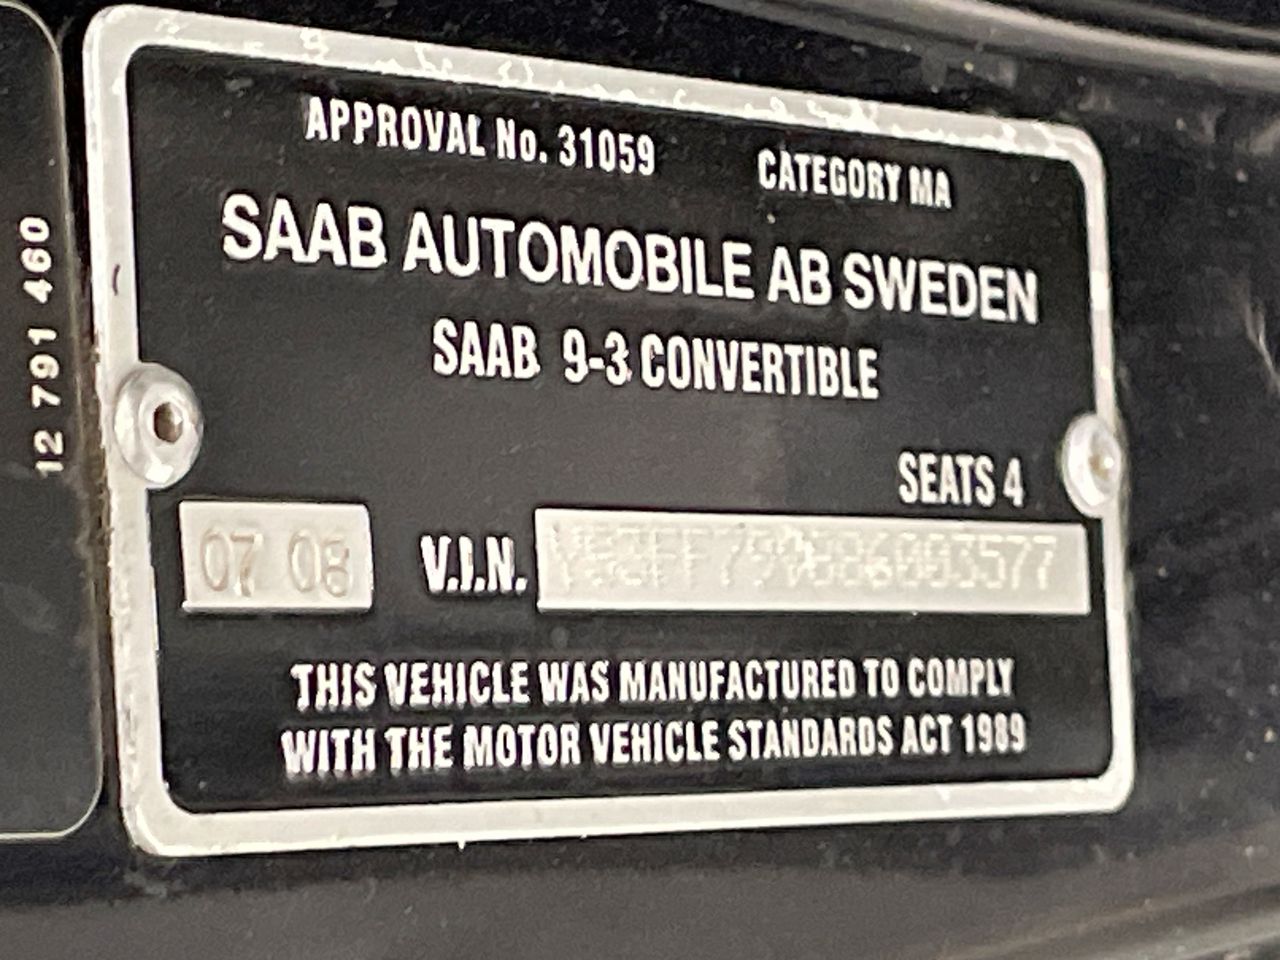 12 791 460
APPROVAL No. 31059 CATEGORY MA
SAAB AUTOMOBILE AB SWEDEN
SAAB 9-3 CONVERTIBLE
SEATS 4
07 08 V.I.N.
THIS VEHICLE WAS MANUFACTURED TO COMPLY
WITH THE MOTOR VEHICLE STANDARDS ACT 1989